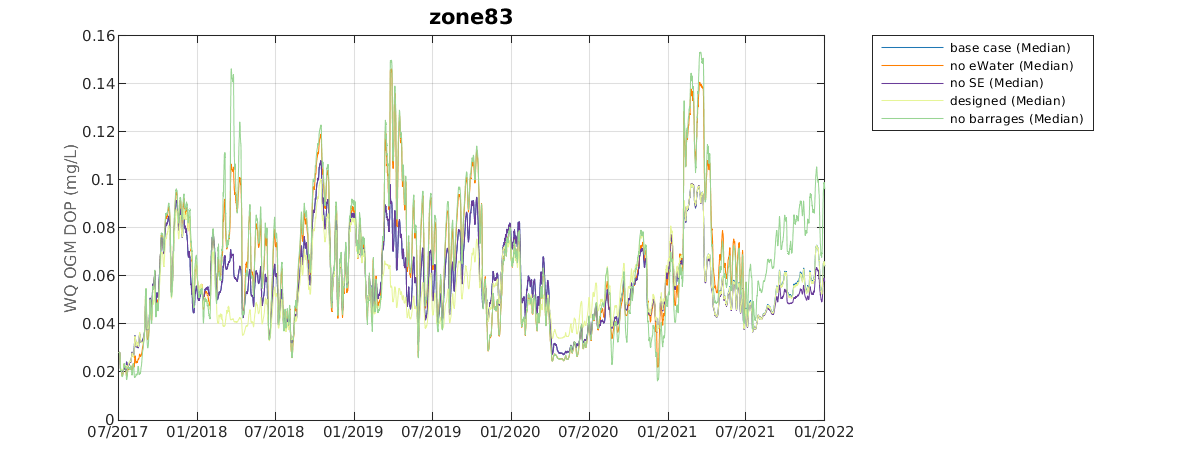 zone83
WQ OGM DOP (mg/L)
0.16
0.14
0.12
0.1
0.08
0.06
0.04
0.02
0
07/2017 01/2018 07/2018 01/2019 07/2019 01/2020 07/2020 01/2021 07/2021 01/2022
base case (Median)
no eWater (Median)
no SE (Median)
designed (Median)
no barrages (Median)